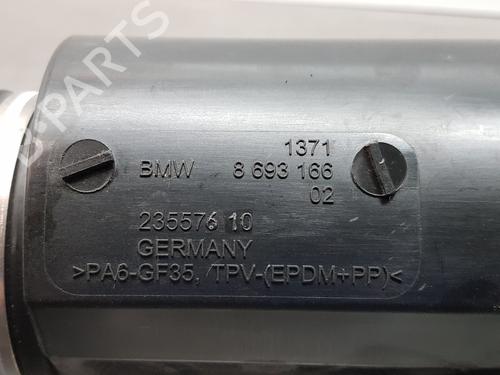 B-PARTS
1371
BMW 8 693 166
02
235576 10
GERMANY
>PA6-GF35, TPV-(EPDM+PP)<